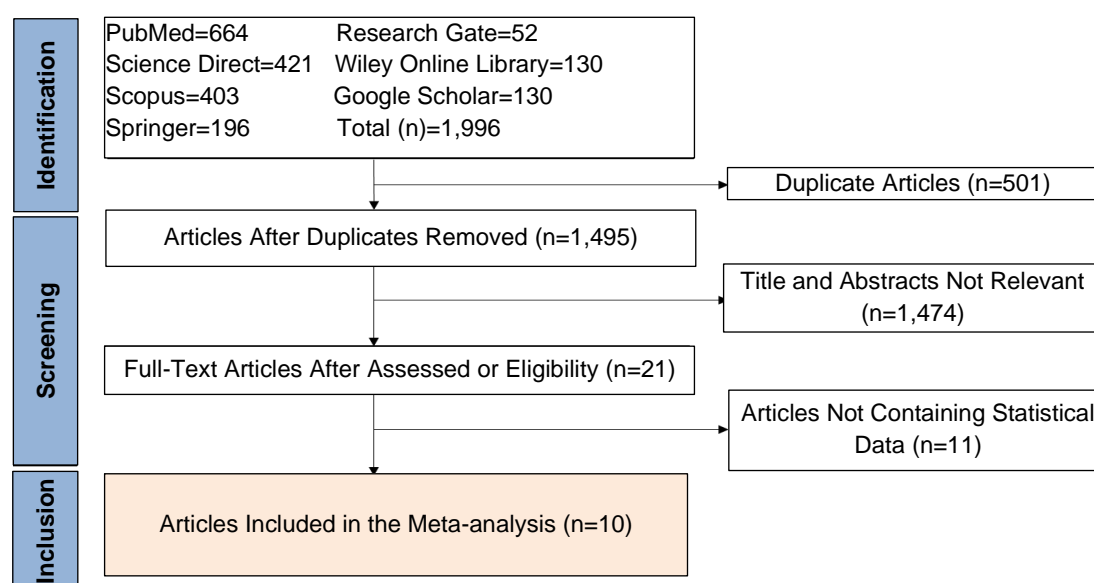 Identification
PubMed=664 Research Gate=52
Science Direct=421 Wiley Online Library=130
Scopus=403 Google Scholar=130
Springer=196 Total (n)=1,996
Duplicate Articles (n=501)
Screening
Articles After Duplicates Removed (n=1,495)
Title and Abstracts Not Relevant
(n=1,474)
Full-Text Articles After Assessed or Eligibility (n=21)
Articles Not Containing Statistical
Data (n=11)
Inclusion
Articles Included in the Meta-analysis (n=10)